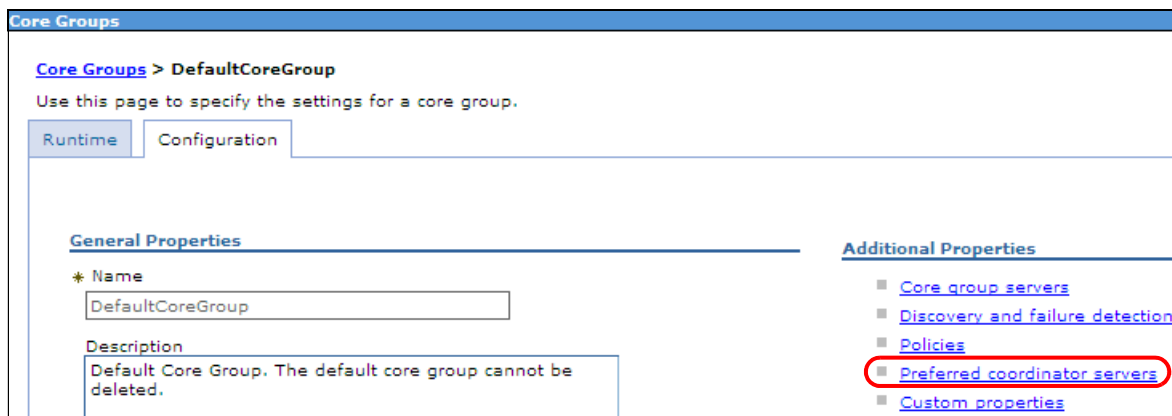 Core Groups
Core Groups > DefaultCoreGroup
Use this page to specify the settings for a core group.
Runtime
Configuration
General Properties
* Name
DefaultCoreGroup
Description
Default Core Group. The default core group cannot be
deleted.
Additional Properties
Core group servers
Discovery and failure detection
Policies
Preferred coordinator servers
Custom properties